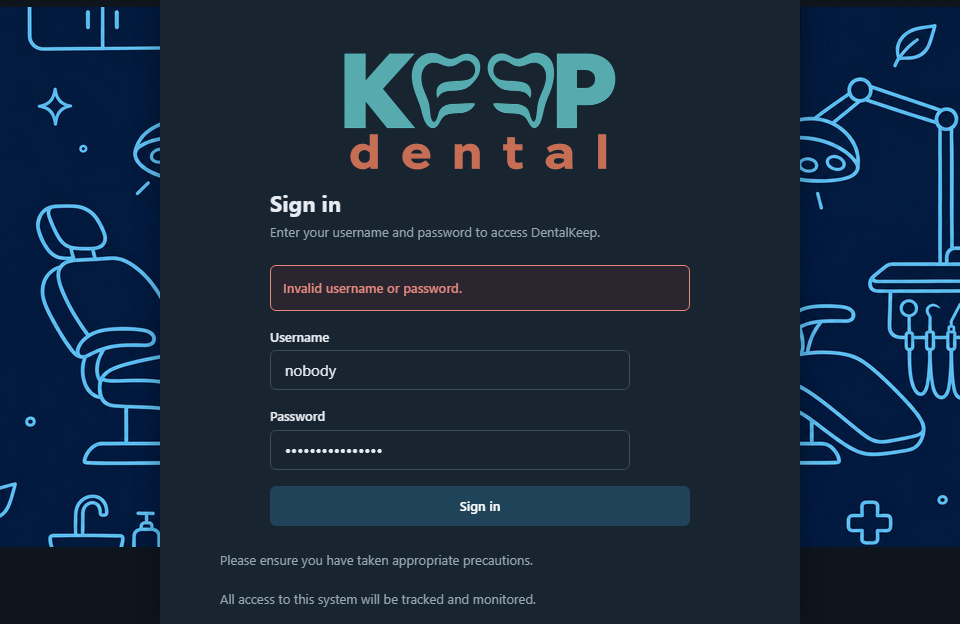 KEEP
dental
Sign in
Enter your username and password to access DentalKeep.
Invalid username or password.
Username
nobody
Password
••••••••••••••••
Sign in
Please ensure you have taken appropriate precautions.
All access to this system will be tracked and monitored.